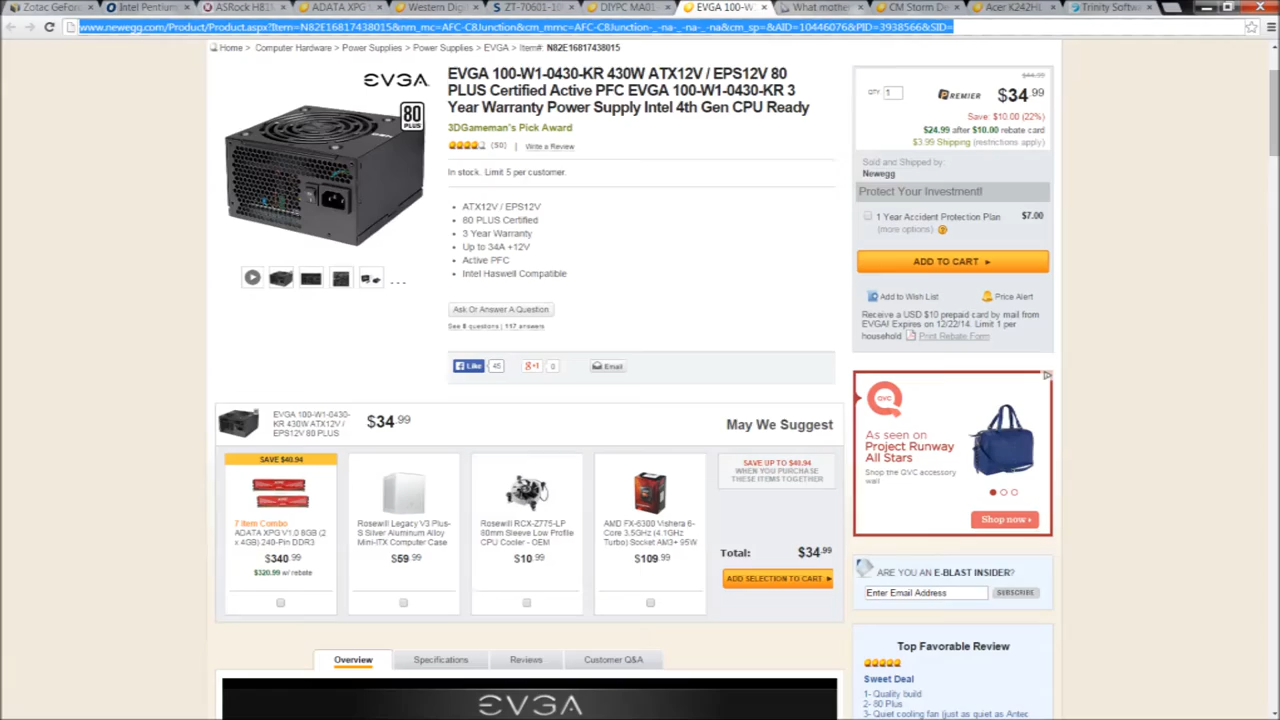 Zotac GeFor
Intel Pentium
ASRock H81
ADATA XPG
Western Digi
ZT-70601-10
DIYPC MA01
EVGA 100-W
What mother
CM Storm De
Acer K242HL
Trinity Softw
www.newegg.com/Product/Product.aspx?Item=N82E16817438015&nm_mc=AFC-C8Junction&cm_mmc=AFC-C8Junction-_-na-_-na-_-na&cm_sp=&AID=10446076&PID=3938566&SID=
Home > Computer Hardware > Power Supplies > Power Supplies > EVGA > Item#: N82E16817438015
EVGA
80
PLUS
EVGA 100-W1-0430-KR 430W ATX12V / EPS12V 80
PLUS Certified Active PFC EVGA 100-W1-0430-KR 3
Year Warranty Power Supply Intel 4th Gen CPU Ready
3DGameman's Pick Award
(50) | Write a Review
In stock. Limit 5 per customer.
ATX12V / EPS12V
80 PLUS Certified
3 Year Warranty
Up to 34A +12V
Active PFC
Intel Haswell Compatible
Ask Or Answer A Question
See 8 questions | 117 answers
Like 45
+1 0
Email
$44.99
QTY 1
PREMIER
$34.99
Save: $10.00 (22%)
$24.99 after $10.00 rebate card
$3.99 Shipping (restrictions apply)
Sold and Shipped by:
Newegg
Protect Your Investment!
1 Year Accident Protection Plan $7.00
(more options)
ADD TO CART
Add to Wish List
Price Alert
Receive a USD $10 prepaid card by mail from
EVGA! Expires on 12/22/14. Limit 1 per
household Print Rebate Form
QVC
As seen on
Project Runway
All Stars
Shop the QVC accessory
wall
Shop now ›
EVGA 100-W1-0430-
KR 430W ATX12V /
EPS12V 80 PLUS
$34.99
May We Suggest
SAVE $40.94
7 Item Combo
ADATA XPG V1.0 8GB (2
x 4GB) 240-Pin DDR3
$340.99
$320.99 w/ rebate
Rosewill Legacy V3 Plus-
S Silver Aluminum Alloy
Mini-ITX Computer Case
$59.99
Rosewill RCX-Z775-LP
80mm Sleeve Low Profile
CPU Cooler - OEM
$10.99
AMD FX-6300 Vishera 6-
Core 3.5GHz (4.1GHz
Turbo) Socket AM3+ 95W
$109.99
SAVE UP TO $40.94
WHEN YOU PURCHASE
THESE ITEMS TOGETHER
Total: $34.99
ADD SELECTION TO CART
ARE YOU AN E-BLAST INSIDER?
Enter Email Address
SUBSCRIBE
Overview
Specifications
Reviews
Customer Q&A
EVGA
Top Favorable Review
Sweet Deal
1- Quality build
2- 80 Plus
3- Quiet cooling fan (just as quiet as Antec